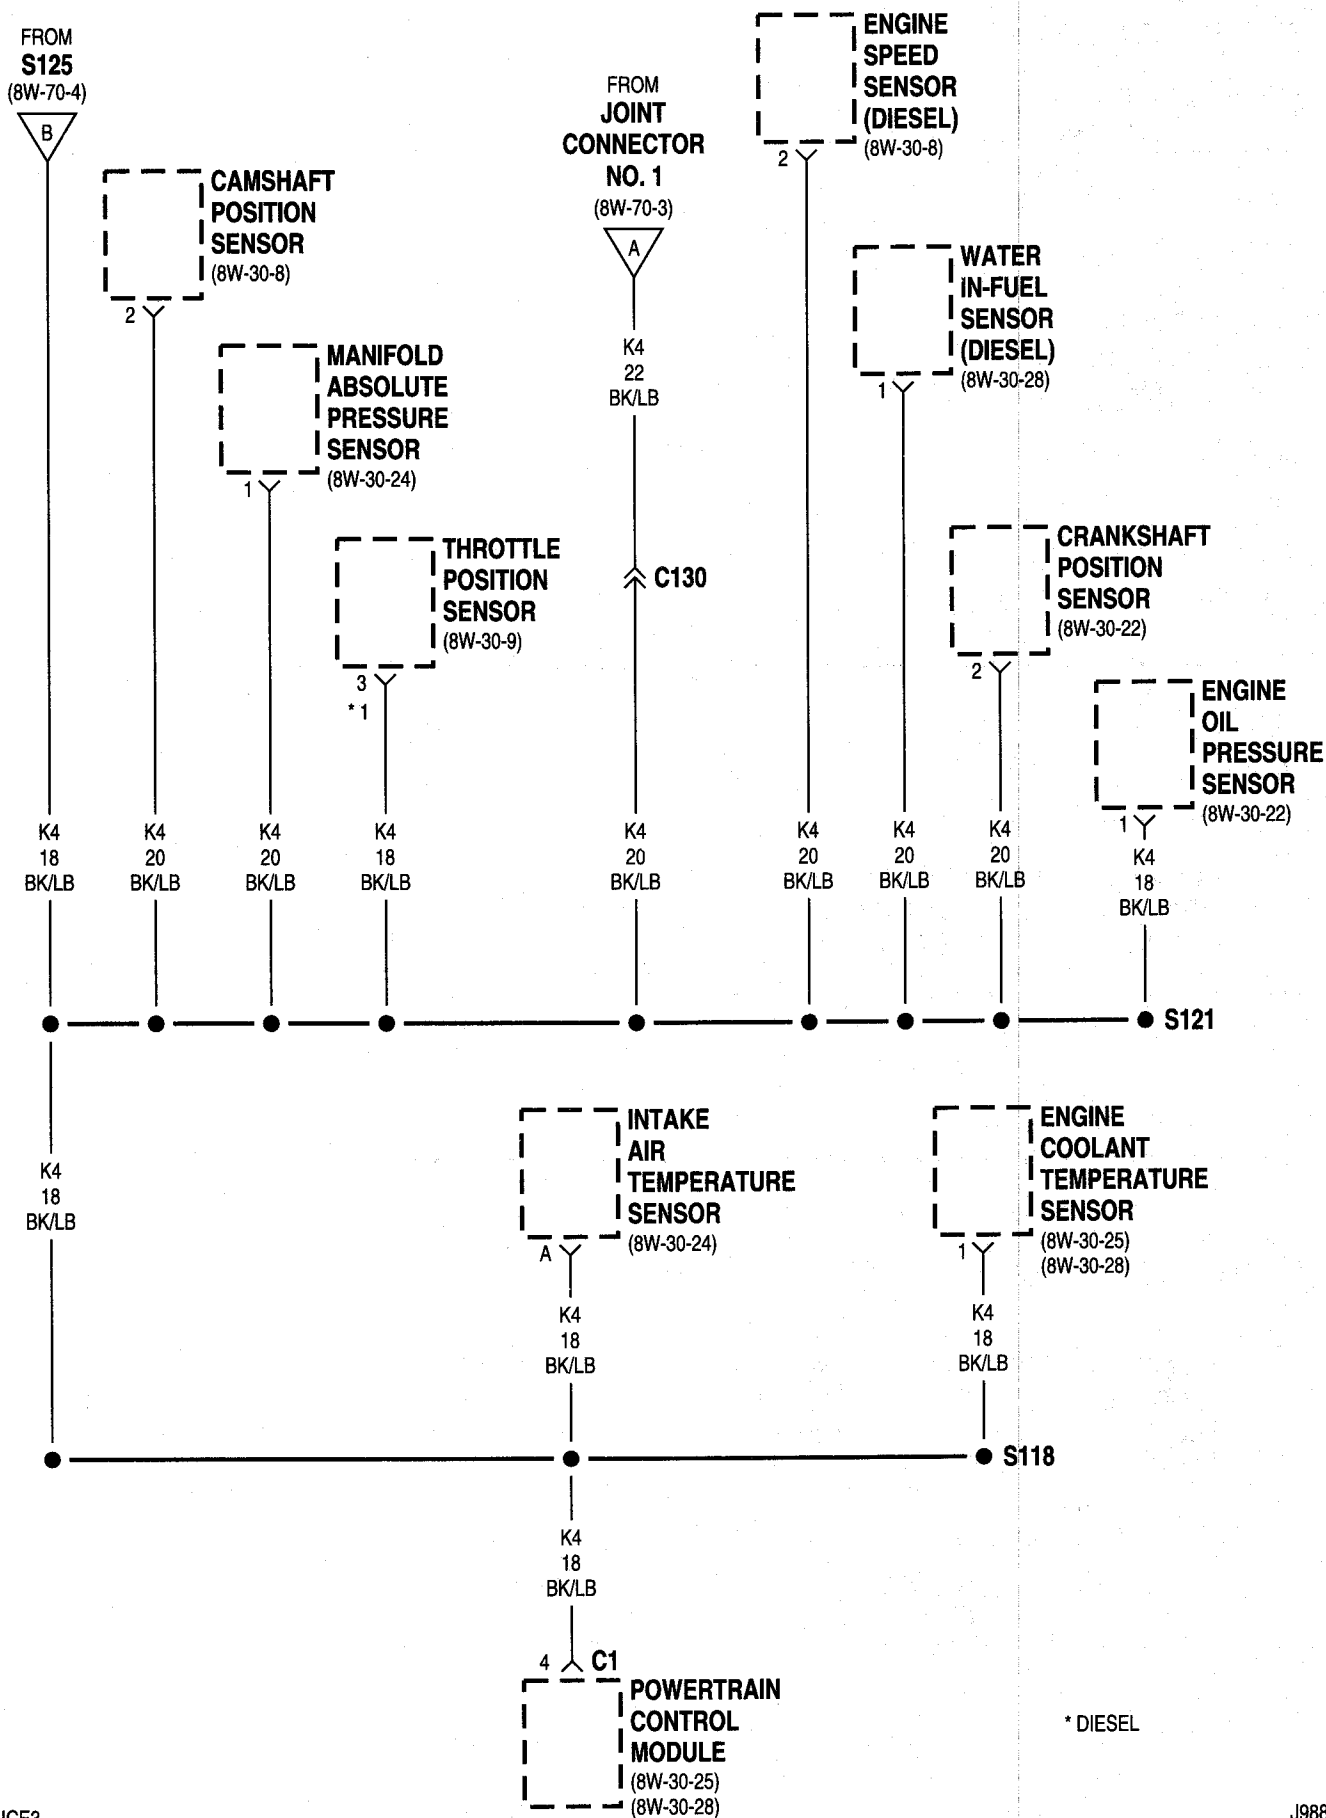 FROM
S125
(8W-70-4)
B
CAMSHAFT
POSITION
SENSOR
(8W-30-8)
2
MANIFOLD
ABSOLUTE
PRESSURE
SENSOR
(8W-30-24)
1
THROTTLE
POSITION
SENSOR
(8W-30-9)
3
* 1
FROM
JOINT
CONNECTOR
NO. 1
(8W-70-3)
A
K4
22
BK/LB
C130
ENGINE
SPEED
SENSOR
(DIESEL)
(8W-30-8)
2
WATER
IN-FUEL
SENSOR
(DIESEL)
(8W-30-28)
1
CRANKSHAFT
POSITION
SENSOR
(8W-30-22)
2
ENGINE
OIL
PRESSURE
SENSOR
(8W-30-22)
1
K4
18
BK/LB
K4
20
BK/LB
K4
20
BK/LB
K4
18
BK/LB
K4
20
BK/LB
K4
20
BK/LB
K4
20
BK/LB
K4
20
BK/LB
K4
18
BK/LB
S121
K4
18
BK/LB
INTAKE
AIR
TEMPERATURE
SENSOR
(8W-30-24)
A
K4
18
BK/LB
ENGINE
COOLANT
TEMPERATURE
SENSOR
(8W-30-25)
(8W-30-28)
1
K4
18
BK/LB
S118
K4
18
BK/LB
4
C1
POWERTRAIN
CONTROL
MODULE
(8W-30-25)
(8W-30-28)
* DIESEL